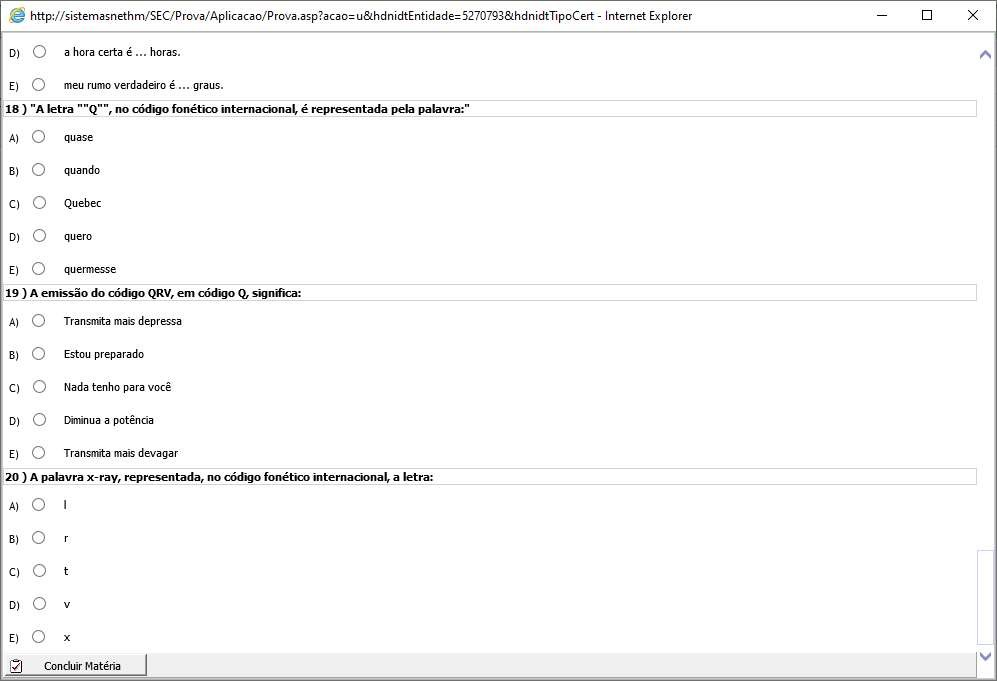 http://sistemasnethm/SEC/Prova/Aplicacao/Prova.asp?acao=u&hdnidtEntidade=5270793&hdnidtTipoCert - Internet Explorer
D) a hora certa é ... horas.
E) meu rumo verdadeiro é ... graus.
18 ) "A letra ""Q"", no código fonético internacional, é representada pela palavra:"
A) quase
B) quando
C) Quebec
D) quero
E) quermesse
19 ) A emissão do código QRV, em código Q, significa:
A) Transmita mais depressa
B) Estou preparado
C) Nada tenho para você
D) Diminua a potência
E) Transmita mais devagar
20 ) A palavra x-ray, representada, no código fonético internacional, a letra:
A) l
B) r
C) t
D) v
E) x
Concluir Matéria